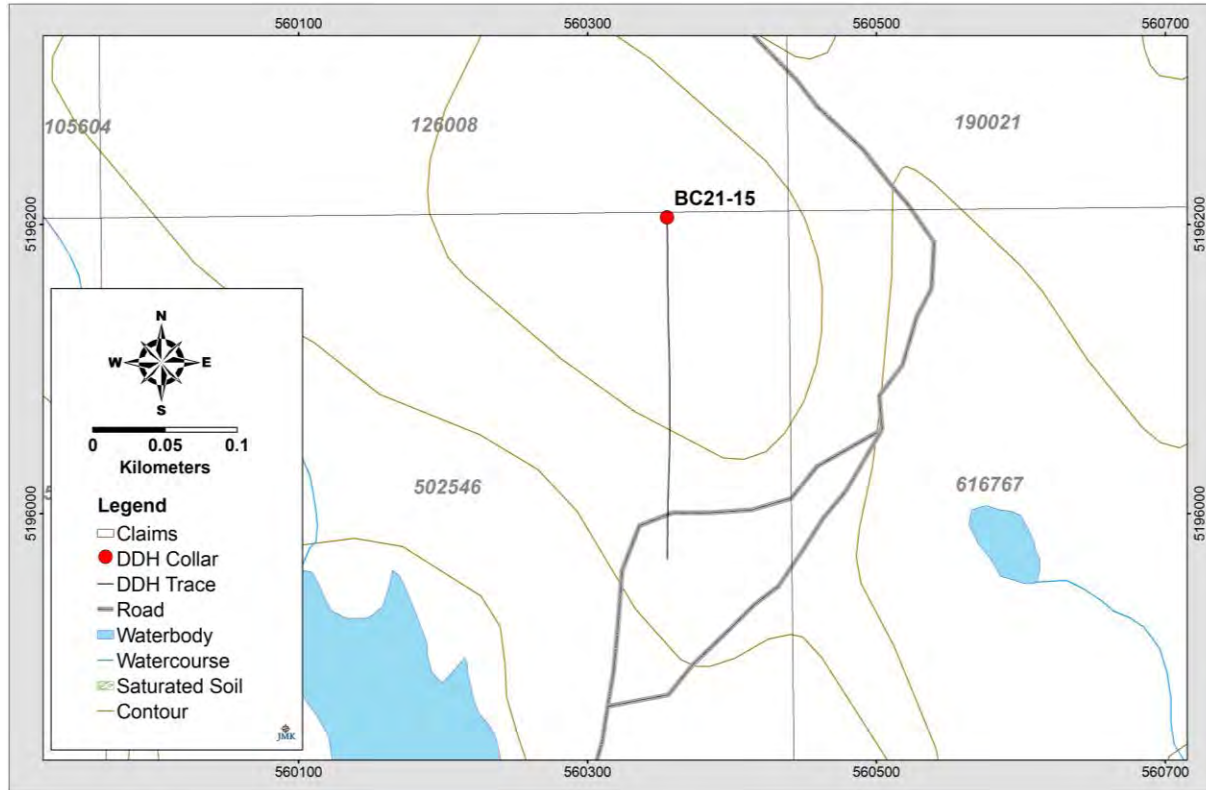 560100
560300
560500
560700
105604
126008
190021
BC21-15
5196200
5196200
N
W
E
S
0
0.05
0.1
Kilometers
Legend
Claims
DDH Collar
DDH Trace
Road
Waterbody
Watercourse
Saturated Soil
Contour
JMK
502546
616767
5196000
5196000
560100
560300
560500
560700